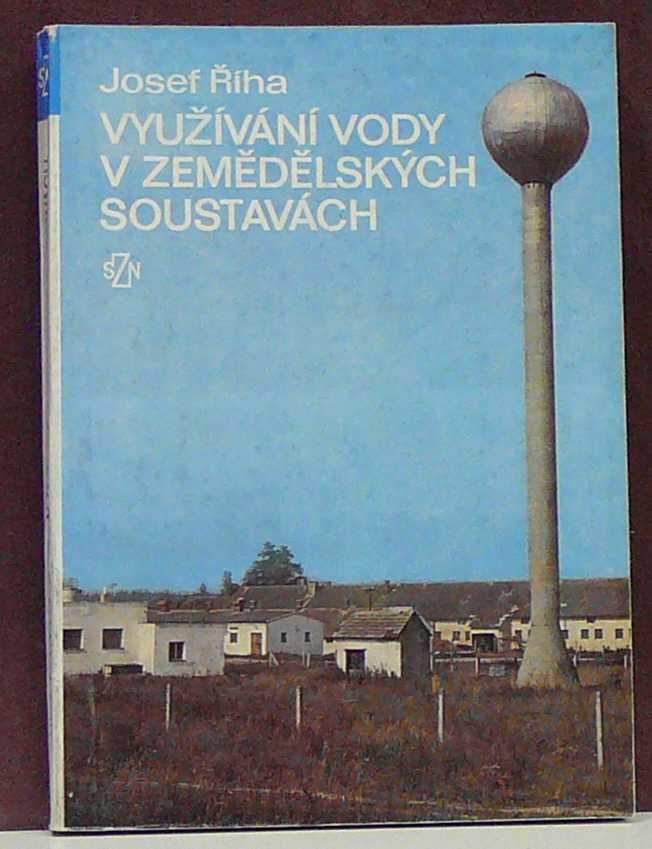 Josef Říha
VYUŽÍVÁNÍ VODY
V ZEMĚDĚLSKÝCH
SOUSTAVÁCH
SZN